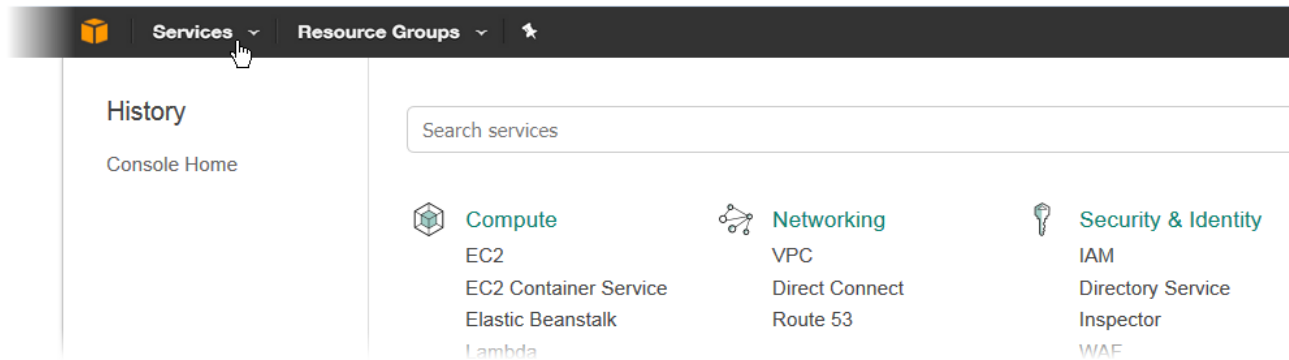 Services Resource Groups
History
Console Home
Search services
Compute
EC2
EC2 Container Service
Elastic Beanstalk
Lambda
Networking
VPC
Direct Connect
Route 53
Security & Identity
IAM
Directory Service
Inspector
WAF